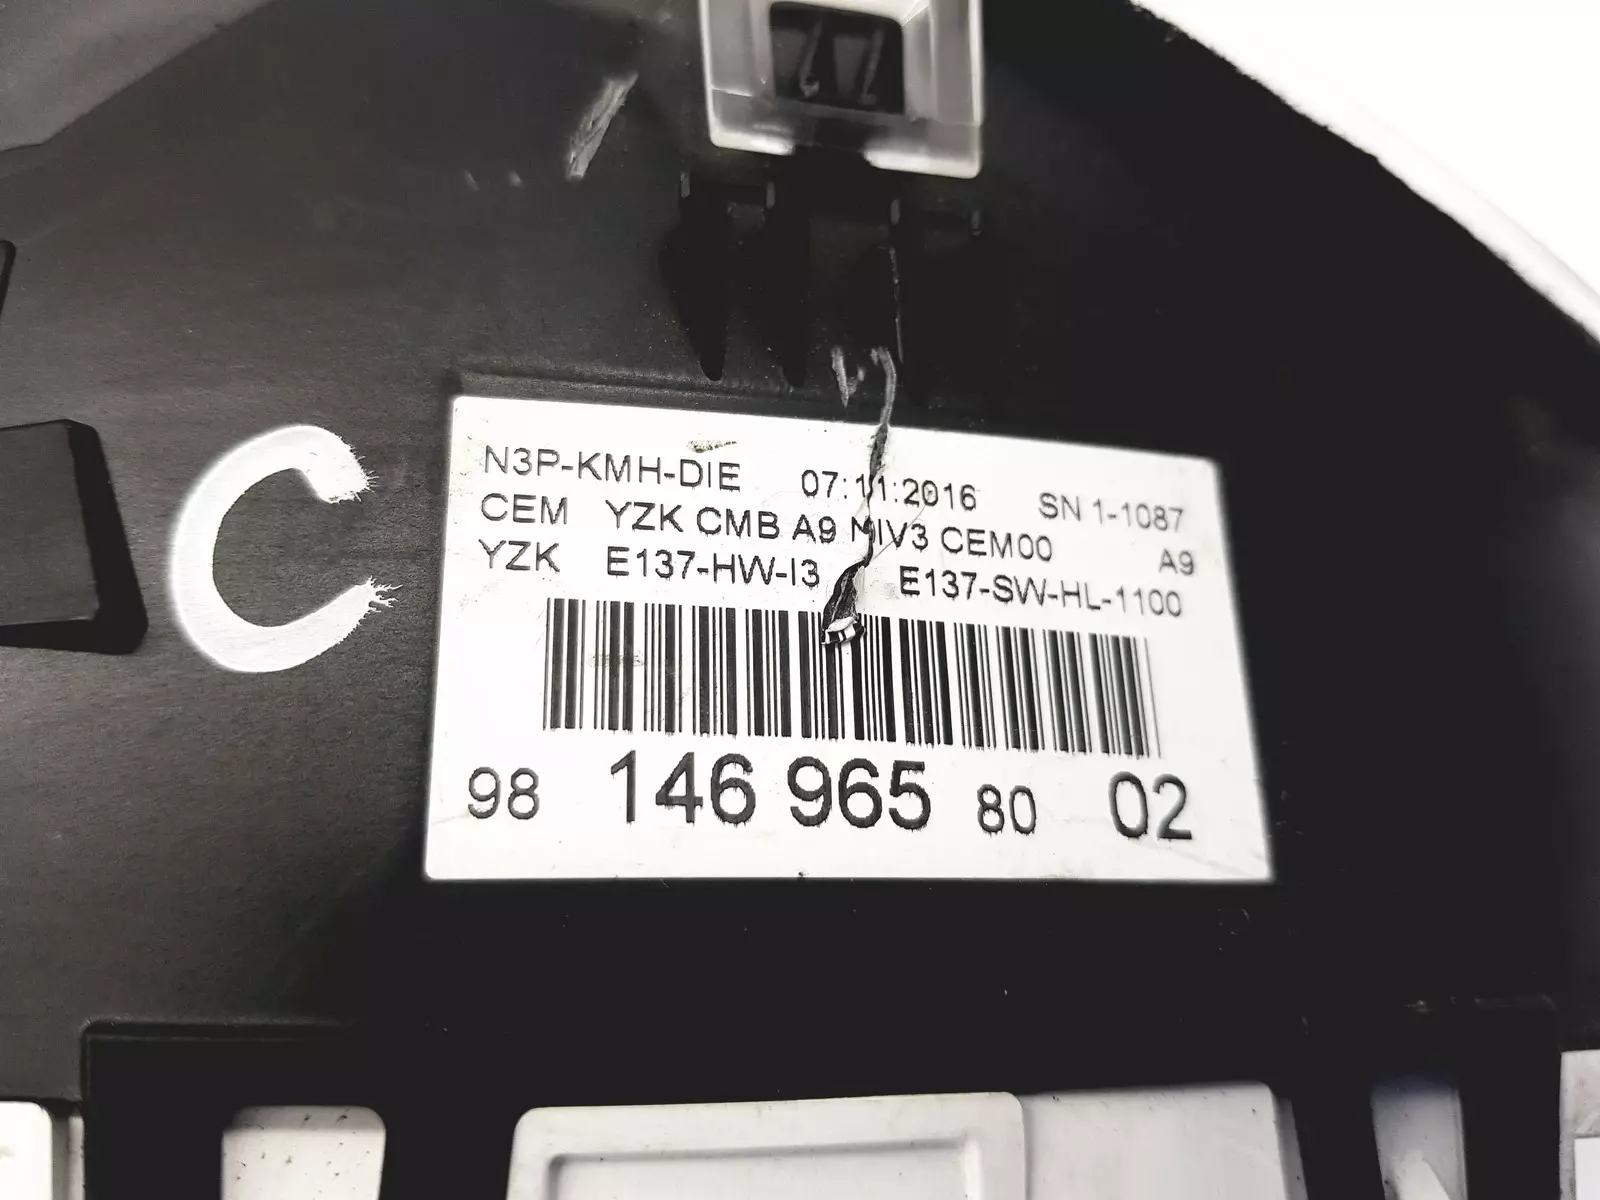 C
N3P-KMH-DIE 07:11:2016 SN 1-1087
CEM YZK CMB A9 NIV3 CEM00 A9
YZK E137-HW-I3 E137-SW-HL-1100
98 146 965 80 02